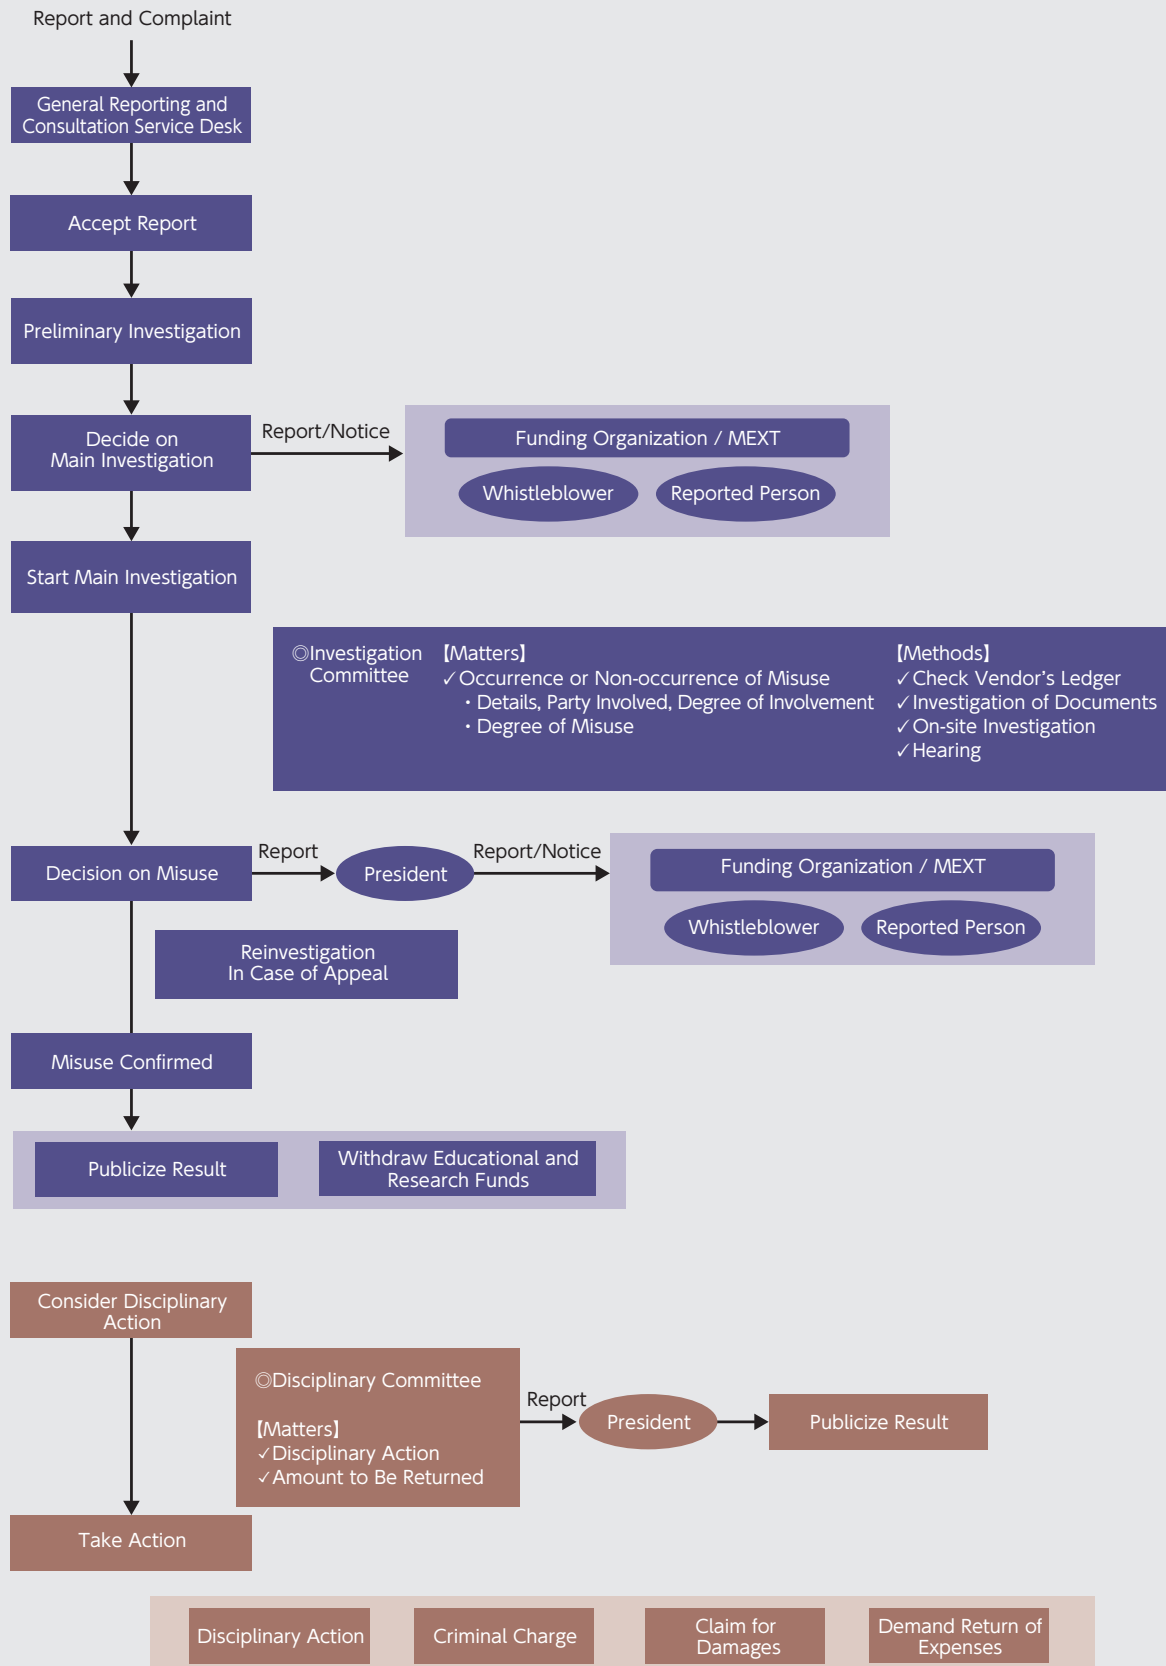 Report and Complaint
General Reporting and
Consultation Service Desk
Accept Report
Preliminary Investigation
Decide on
Main Investigation
Report/Notice
Funding Organization / MEXT
Whistleblower
Reported Person
Start Main Investigation
◎Investigation
Committee
【Matters】
✓Occurrence or Non-occurrence of Misuse
・Details, Party Involved, Degree of Involvement
・Degree of Misuse
【Methods】
✓Check Vendor's Ledger
✓Investigation of Documents
✓On-site Investigation
✓Hearing
Decision on Misuse
Report
President
Report/Notice
Funding Organization / MEXT
Whistleblower
Reported Person
Reinvestigation
In Case of Appeal
Misuse Confirmed
Publicize Result
Withdraw Educational and
Research Funds
Consider Disciplinary
Action
◎Disciplinary Committee
【Matters】
✓Disciplinary Action
✓Amount to Be Returned
Report
President
Publicize Result
Take Action
Disciplinary Action
Criminal Charge
Claim for
Damages
Demand Return of
Expenses